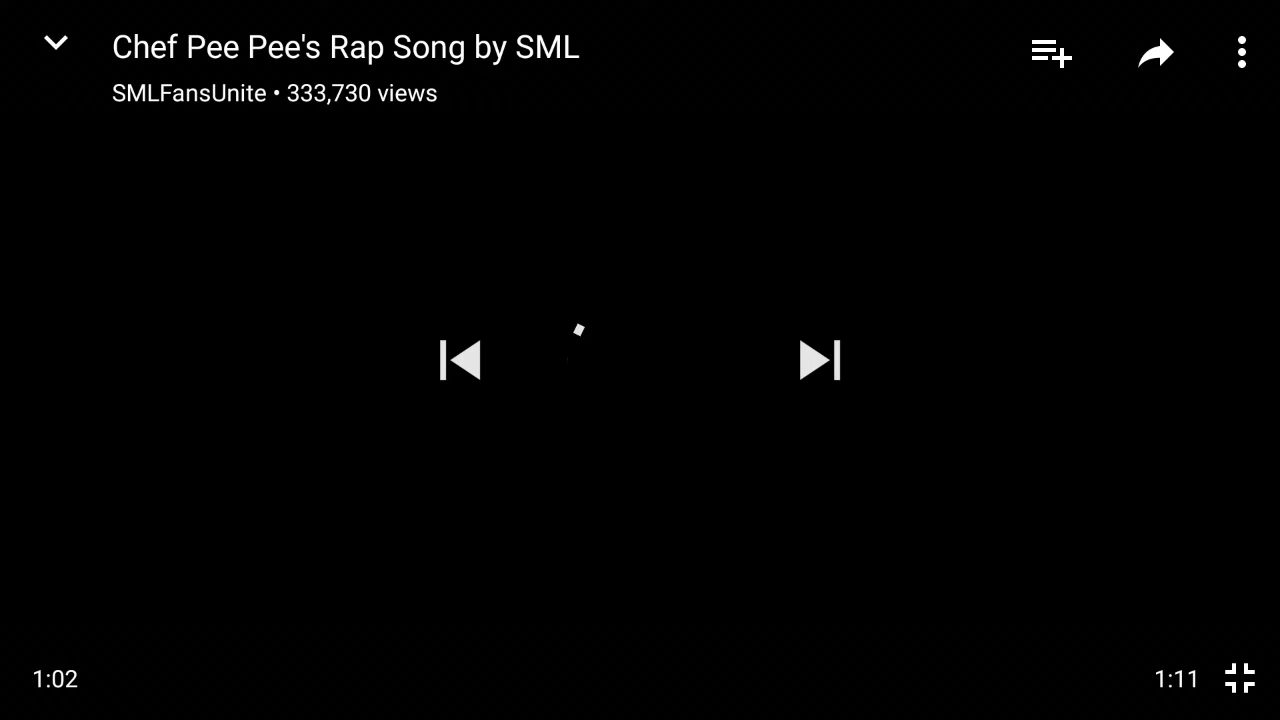 Chef Pee Pee's Rap Song by SML
SMLFansUnite • 333,730 views
1:02
1:11